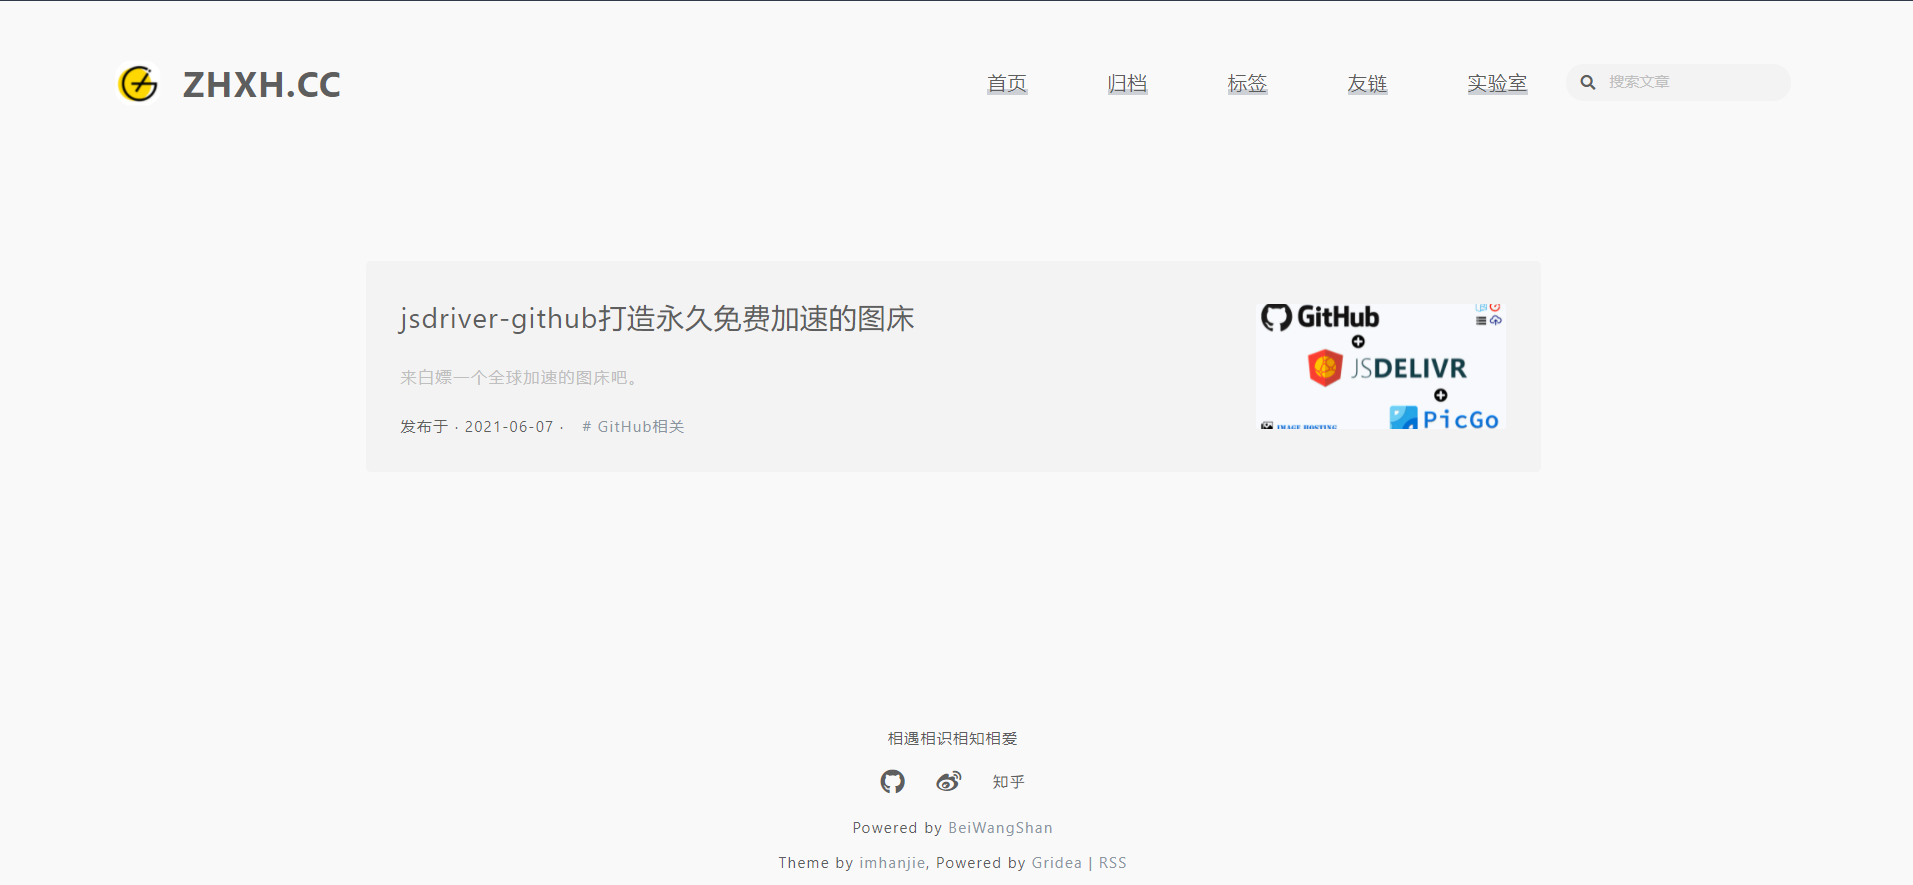 ZHXH.CC
首页 归档 标签 友链 实验室 搜索文章
jsdriver-github打造永久免费加速的图床
来白嫖一个全球加速的图床吧。
发布于 · 2021-06-07 · # GitHub相关
GitHub
JSDELIVR
PicGo
IMAGE HOSTING
相遇相识相知相爱
知乎
Powered by BeiWangShan
Theme by imhanjie, Powered by Gridea | RSS